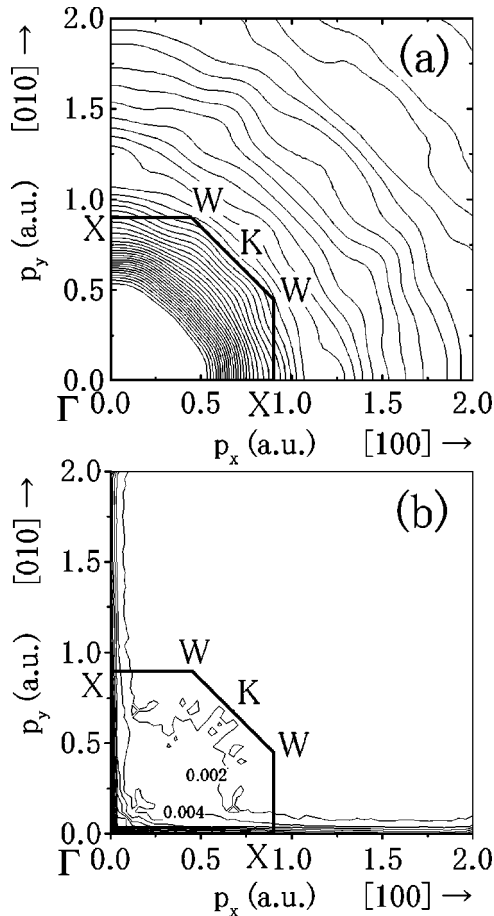 2.0
(a)
[010] →
1.5
p_y (a.u.)
1.0
W
X
K
0.5
W
0.0
Γ 0.0 0.5 X1.0 1.5 2.0
p_x (a.u.) [100] →
2.0
(b)
[010] →
1.5
p_y (a.u.)
1.0
W
X
K
0.5
W
0.002
0.004
0.0
Γ 0.0 0.5 X1.0 1.5 2.0
p_x (a.u.) [100] →